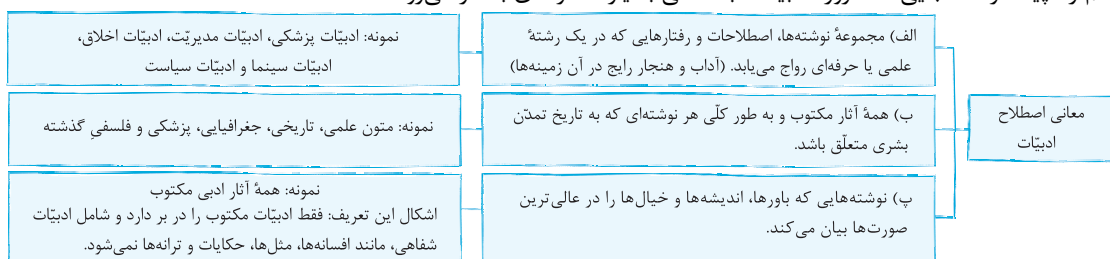 معانی اصطلاح
ادبیّات
الف) مجموعهٔ نوشته‌ها، اصطلاحات و رفتارهایی که در یک رشتهٔ
علمی یا حرفه‌ای رواج می‌یابد. (آداب و هنجار رایج در آن زمینه‌ها)
نمونه: ادبیّات پزشکی، ادبیّات مدیریّت، ادبیّات اخلاق،
ادبیّات سینما و ادبیّات سیاست
ب) همهٔ آثار مکتوب و به طور کلّی هر نوشته‌ای که به تاریخ تمدّن
بشری متعلّق باشد.
نمونه: متون علمی، تاریخی، جغرافیایی، پزشکی و فلسفیِ گذشته
پ) نوشته‌هایی که باورها، اندیشه‌ها و خیال‌ها را در عالی‌ترین
صورت‌ها بیان می‌کند.
نمونه: همهٔ آثار ادبی مکتوب
اشکال این تعریف: فقط ادبیّات مکتوب را در بر دارد و شامل ادبیّات
شفاهی، مانند افسانه‌ها، مثل‌ها، حکایات و ترانه‌ها نمی‌شود.